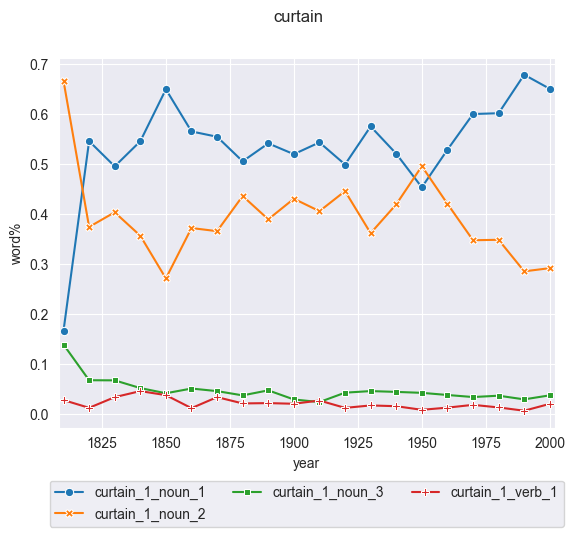 curtain
0.7
0.6
0.5
0.4
0.3
0.2
0.1
0.0
word%
1825 1850 1875 1900 1925 1950 1975 2000
year
curtain_1_noun_1 curtain_1_noun_3 curtain_1_verb_1
curtain_1_noun_2